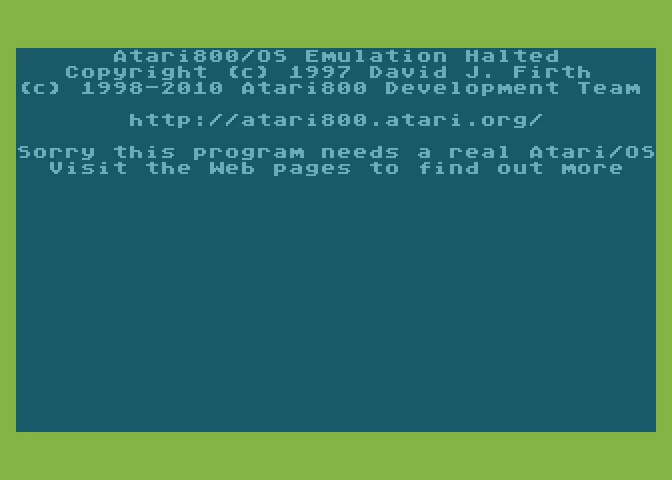 Atari800/OS Emulation Halted
Copyright (c) 1997 David J. Firth
(c) 1998-2010 Atari800 Development Team
http://atari800.atari.org/
Sorry this program needs a real Atari/OS
Visit the Web pages to find out more